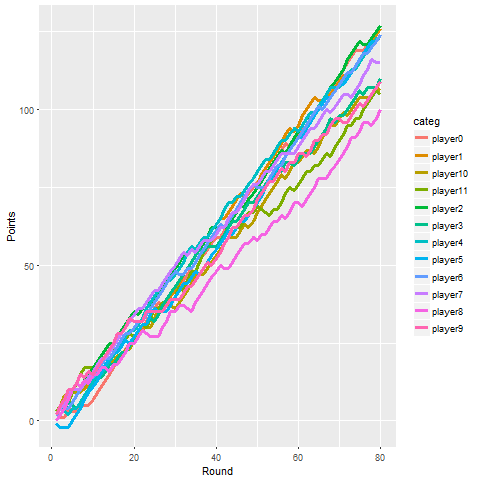 Points
100
50
0
0
20
40
60
80
Round
categ
player0
player1
player10
player11
player2
player3
player4
player5
player6
player7
player8
player9